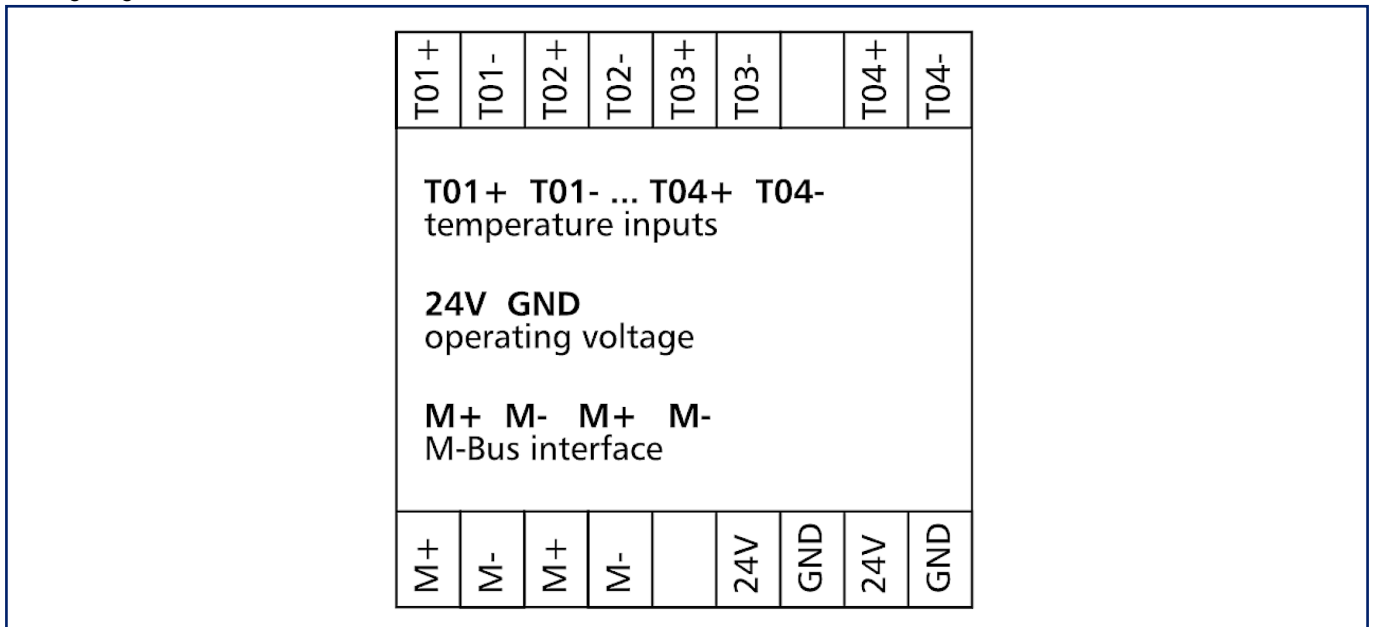 T01+ T01- T02+ T02- T03+ T03- T04+ T04-
T01+ T01- ... T04+ T04-
temperature inputs
24V GND
operating voltage
M+ M- M+ M-
M-Bus interface
M+ M- M+ M- 24V GND 24V GND